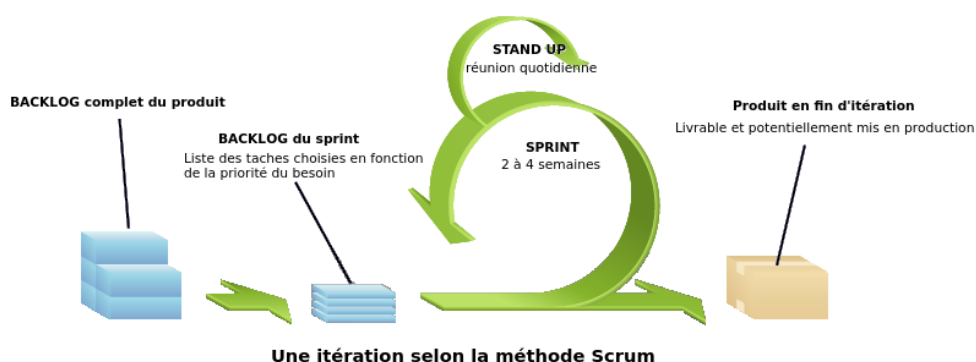 STAND UP
réunion quotidienne
BACKLOG complet du produit
Produit en fin d'itération
Livrable et potentiellement mis en production
BACKLOG du sprint
Liste des taches choisies en fonction
de la priorité du besoin
SPRINT
2 à 4 semaines
Une itération selon la méthode Scrum